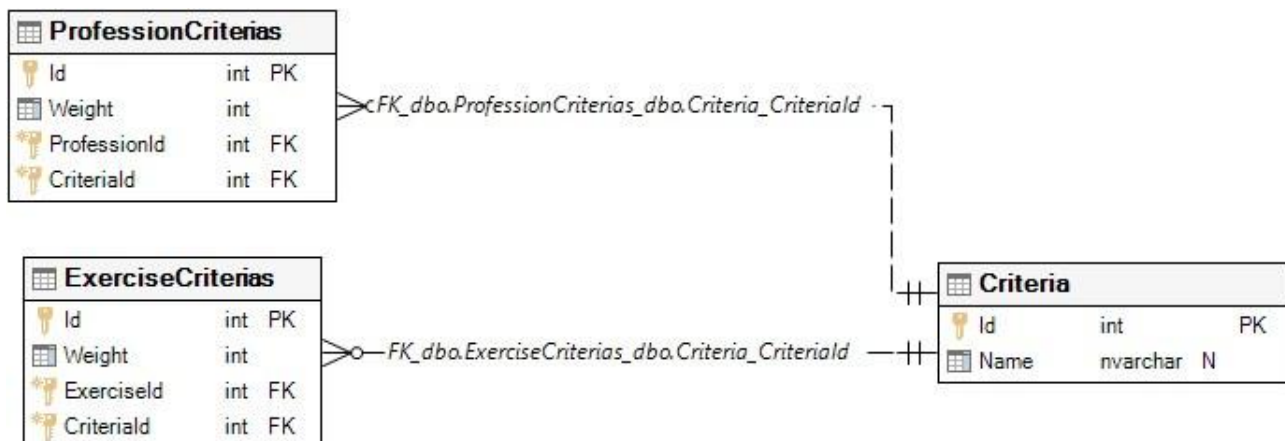 ProfessionCriterias
Id int PK
Weight int
ProfessionId int FK
CriteriaId int FK
FK_dbo.ProfessionCriterias_dbo.Criteria_CriteriaId
ExerciseCriterias
Id int PK
Weight int
ExerciseId int FK
CriteriaId int FK
FK_dbo.ExerciseCriterias_dbo.Criteria_CriteriaId
Criteria
Id int PK
Name nvarchar N